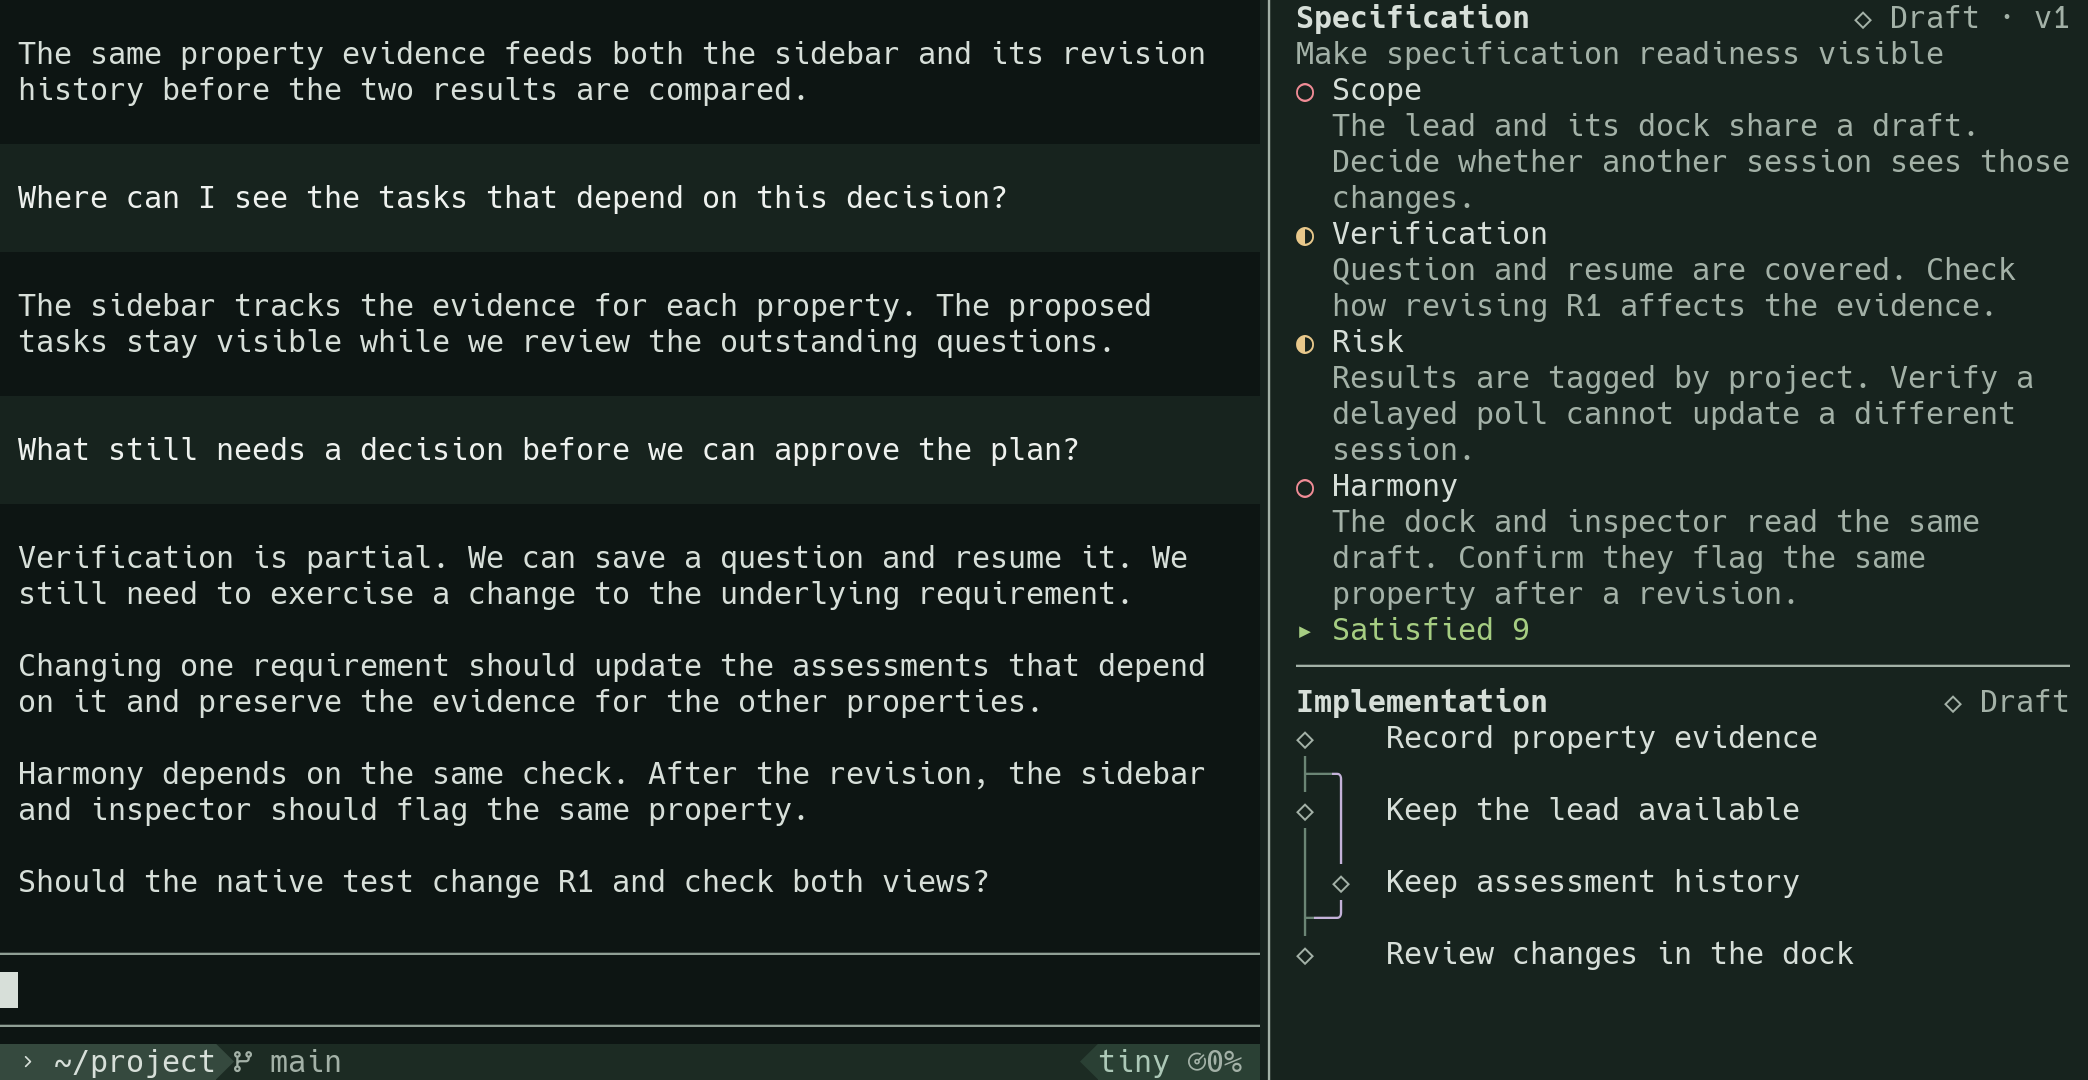 The same property evidence feeds both the sidebar and its revision
history before the two results are compared.
Where can I see the tasks that depend on this decision?
The sidebar tracks the evidence for each property. The proposed
tasks stay visible while we review the outstanding questions.
What still needs a decision before we can approve the plan?
Verification is partial. We can save a question and resume it. We
still need to exercise a change to the underlying requirement.
Changing one requirement should update the assessments that depend
on it and preserve the evidence for the other properties.
Harmony depends on the same check. After the revision, the sidebar
and inspector should flag the same property.
Should the native test change R1 and check both views?
› ~/project main
tiny 0%
Specification ◇ Draft · v1
Make specification readiness visible
○ Scope
The lead and its dock share a draft.
Decide whether another session sees those
changes.
◐ Verification
Question and resume are covered. Check
how revising R1 affects the evidence.
◐ Risk
Results are tagged by project. Verify a
delayed poll cannot update a different
session.
○ Harmony
The dock and inspector read the same
draft. Confirm they flag the same
property after a revision.
▸ Satisfied 9
Implementation ◇ Draft
◇ Record property evidence
◇ Keep the lead available
◇ Keep assessment history
◇ Review changes in the dock